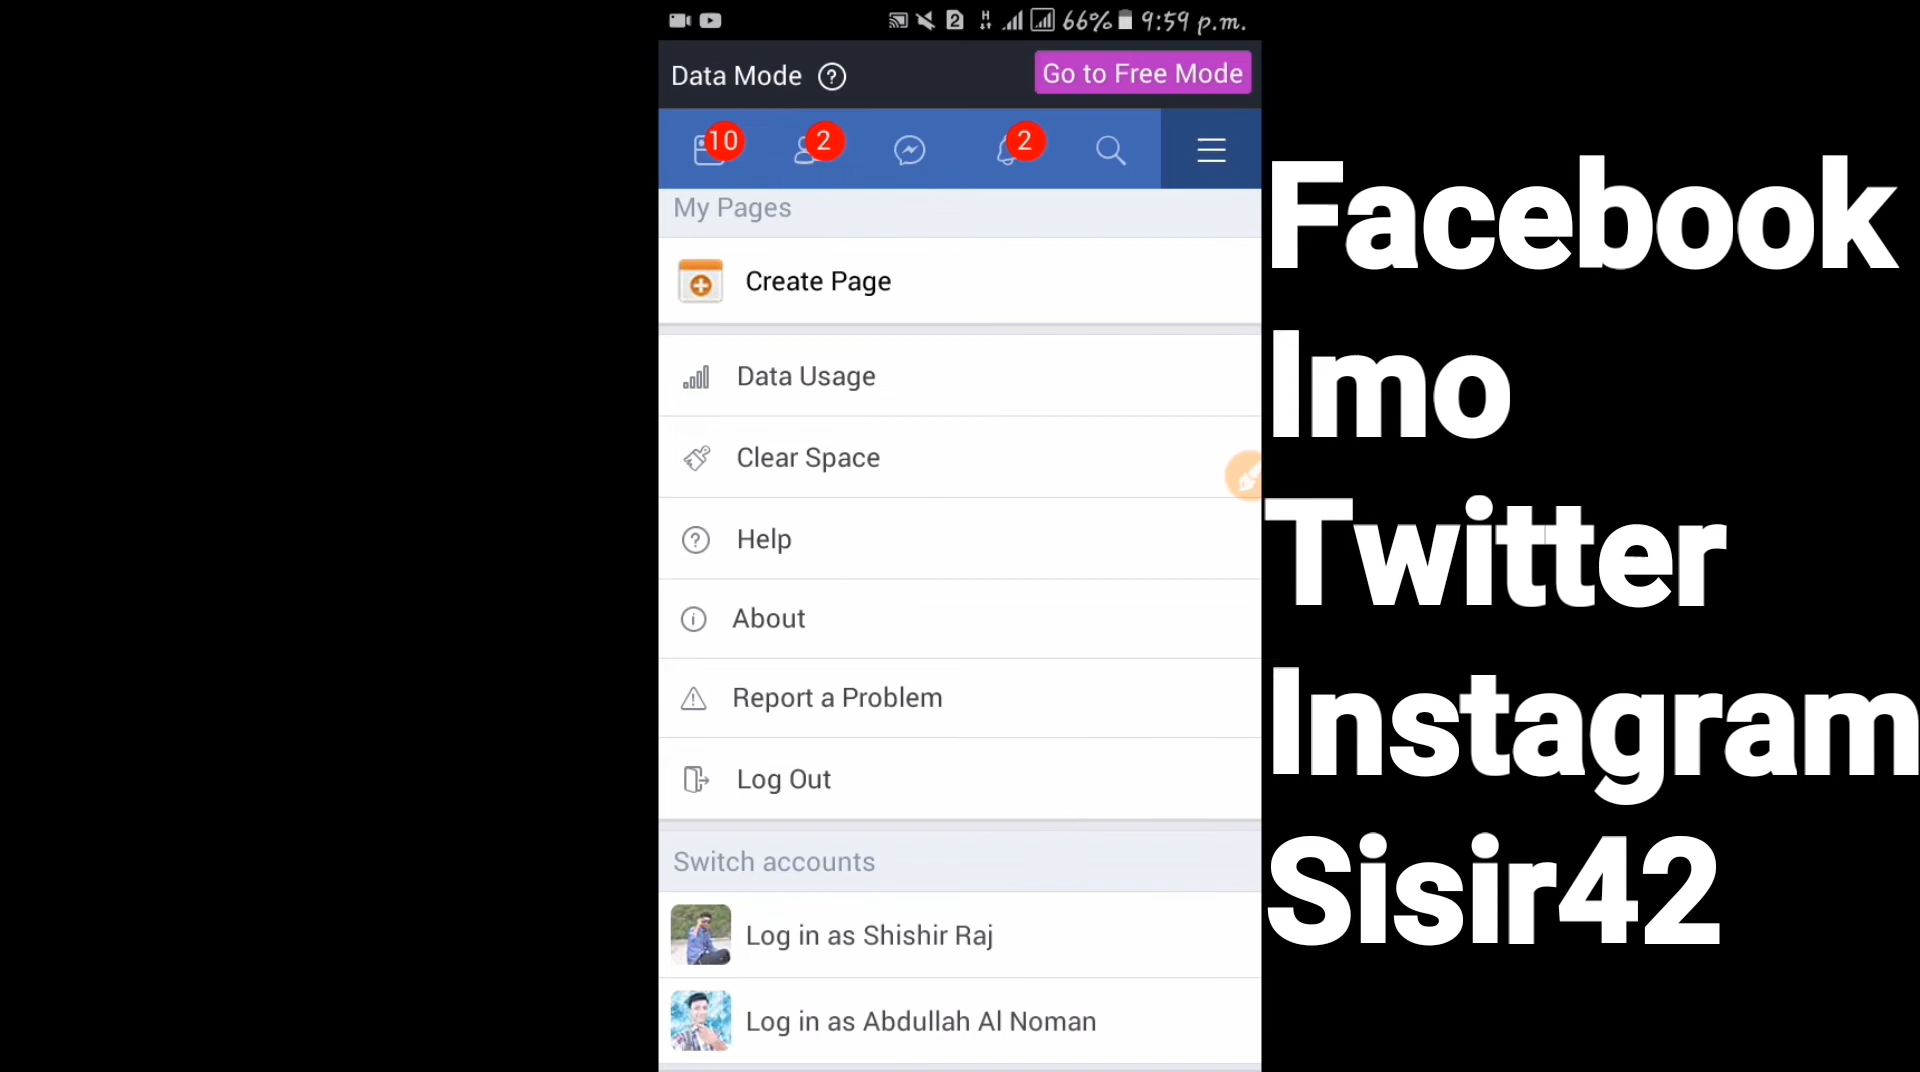 2 66% 9:59 p.m.
Data Mode ? Go to Free Mode
10 2 2
My Pages
Create Page
Data Usage
Clear Space
Help
About
Report a Problem
Log Out
Switch accounts
Log in as Shishir Raj
Log in as Abdullah Al Noman
Facebook
Imo
Twitter
Instagram
Sisir42